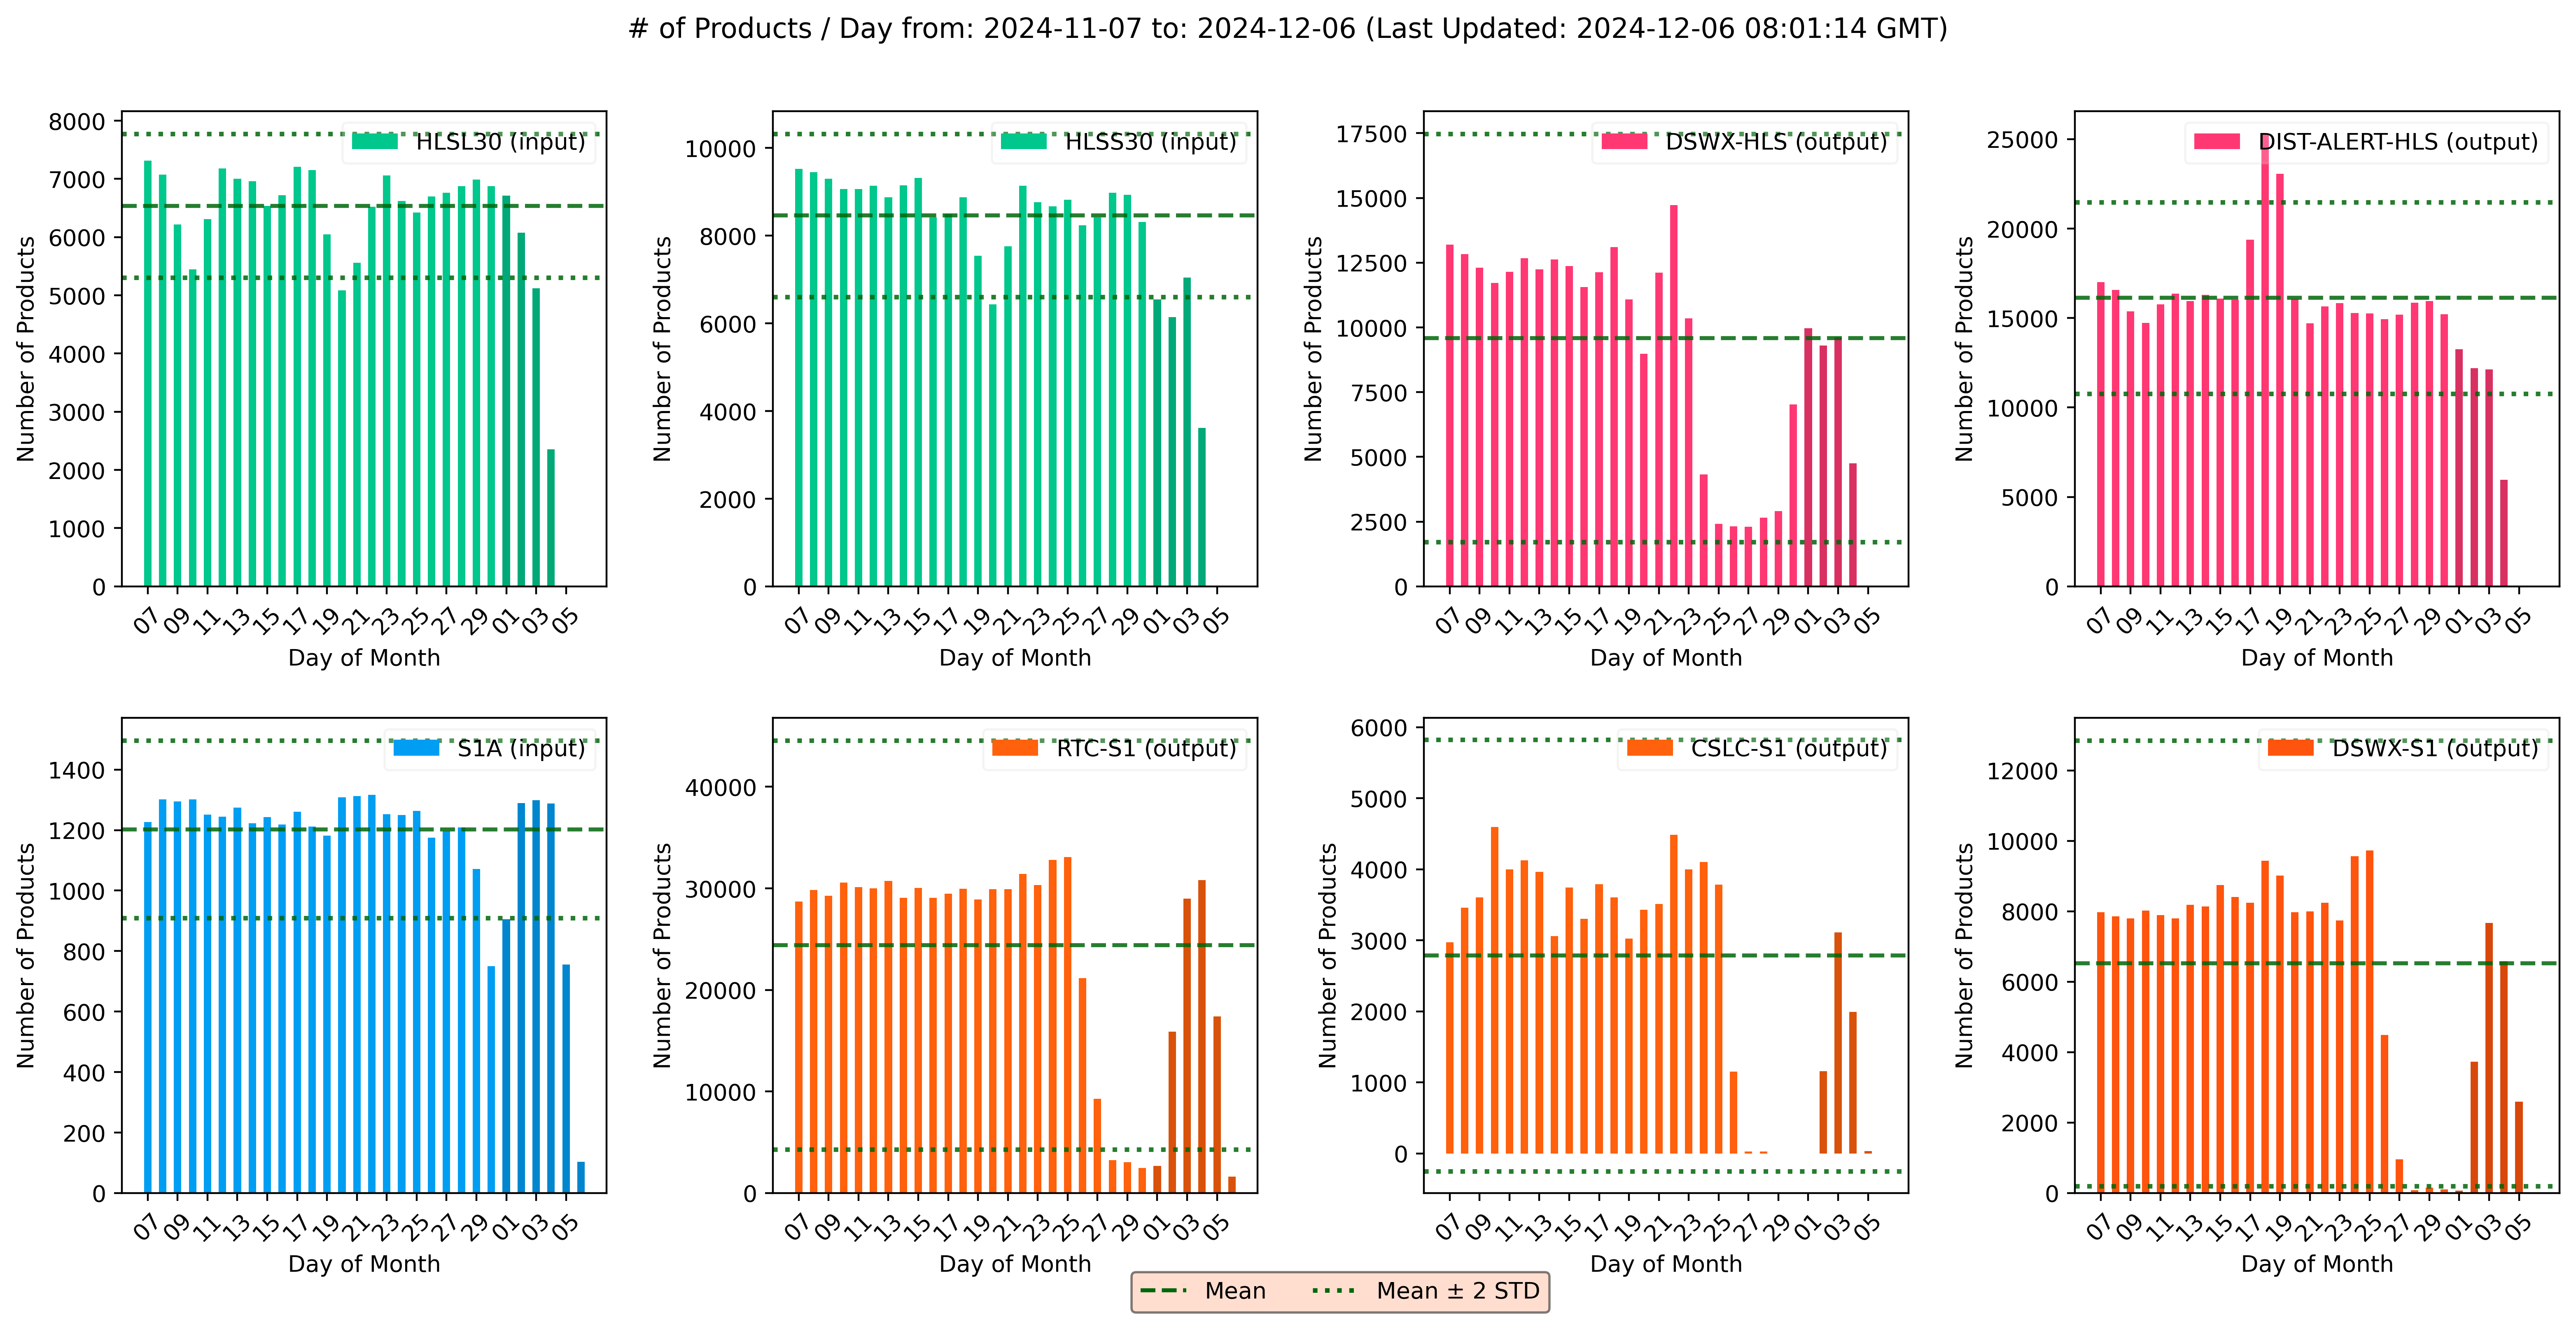 # of Products / Day from: 2024-11-07 to: 2024-12-06 (Last Updated: 2024-12-06 08:01:14 GMT)
HLSL30 (input)
Number of Products
8000
7000
6000
5000
4000
3000
2000
1000
0
07 09 11 13 15 17 19 21 23 25 27 29 01 03 05
Day of Month
HLSS30 (input)
Number of Products
10000
8000
6000
4000
2000
0
07 09 11 13 15 17 19 21 23 25 27 29 01 03 05
Day of Month
DSWX-HLS (output)
Number of Products
17500
15000
12500
10000
7500
5000
2500
0
07 09 11 13 15 17 19 21 23 25 27 29 01 03 05
Day of Month
DIST-ALERT-HLS (output)
Number of Products
25000
20000
15000
10000
5000
0
07 09 11 13 15 17 19 21 23 25 27 29 01 03 05
Day of Month
S1A (input)
Number of Products
1400
1200
1000
800
600
400
200
0
07 09 11 13 15 17 19 21 23 25 27 29 01 03 05
Day of Month
RTC-S1 (output)
Number of Products
40000
30000
20000
10000
0
07 09 11 13 15 17 19 21 23 25 27 29 01 03 05
Day of Month
CSLC-S1 (output)
Number of Products
6000
5000
4000
3000
2000
1000
0
07 09 11 13 15 17 19 21 23 25 27 29 01 03 05
Day of Month
DSWX-S1 (output)
Number of Products
12000
10000
8000
6000
4000
2000
0
07 09 11 13 15 17 19 21 23 25 27 29 01 03 05
Day of Month
Mean
Mean ± 2 STD